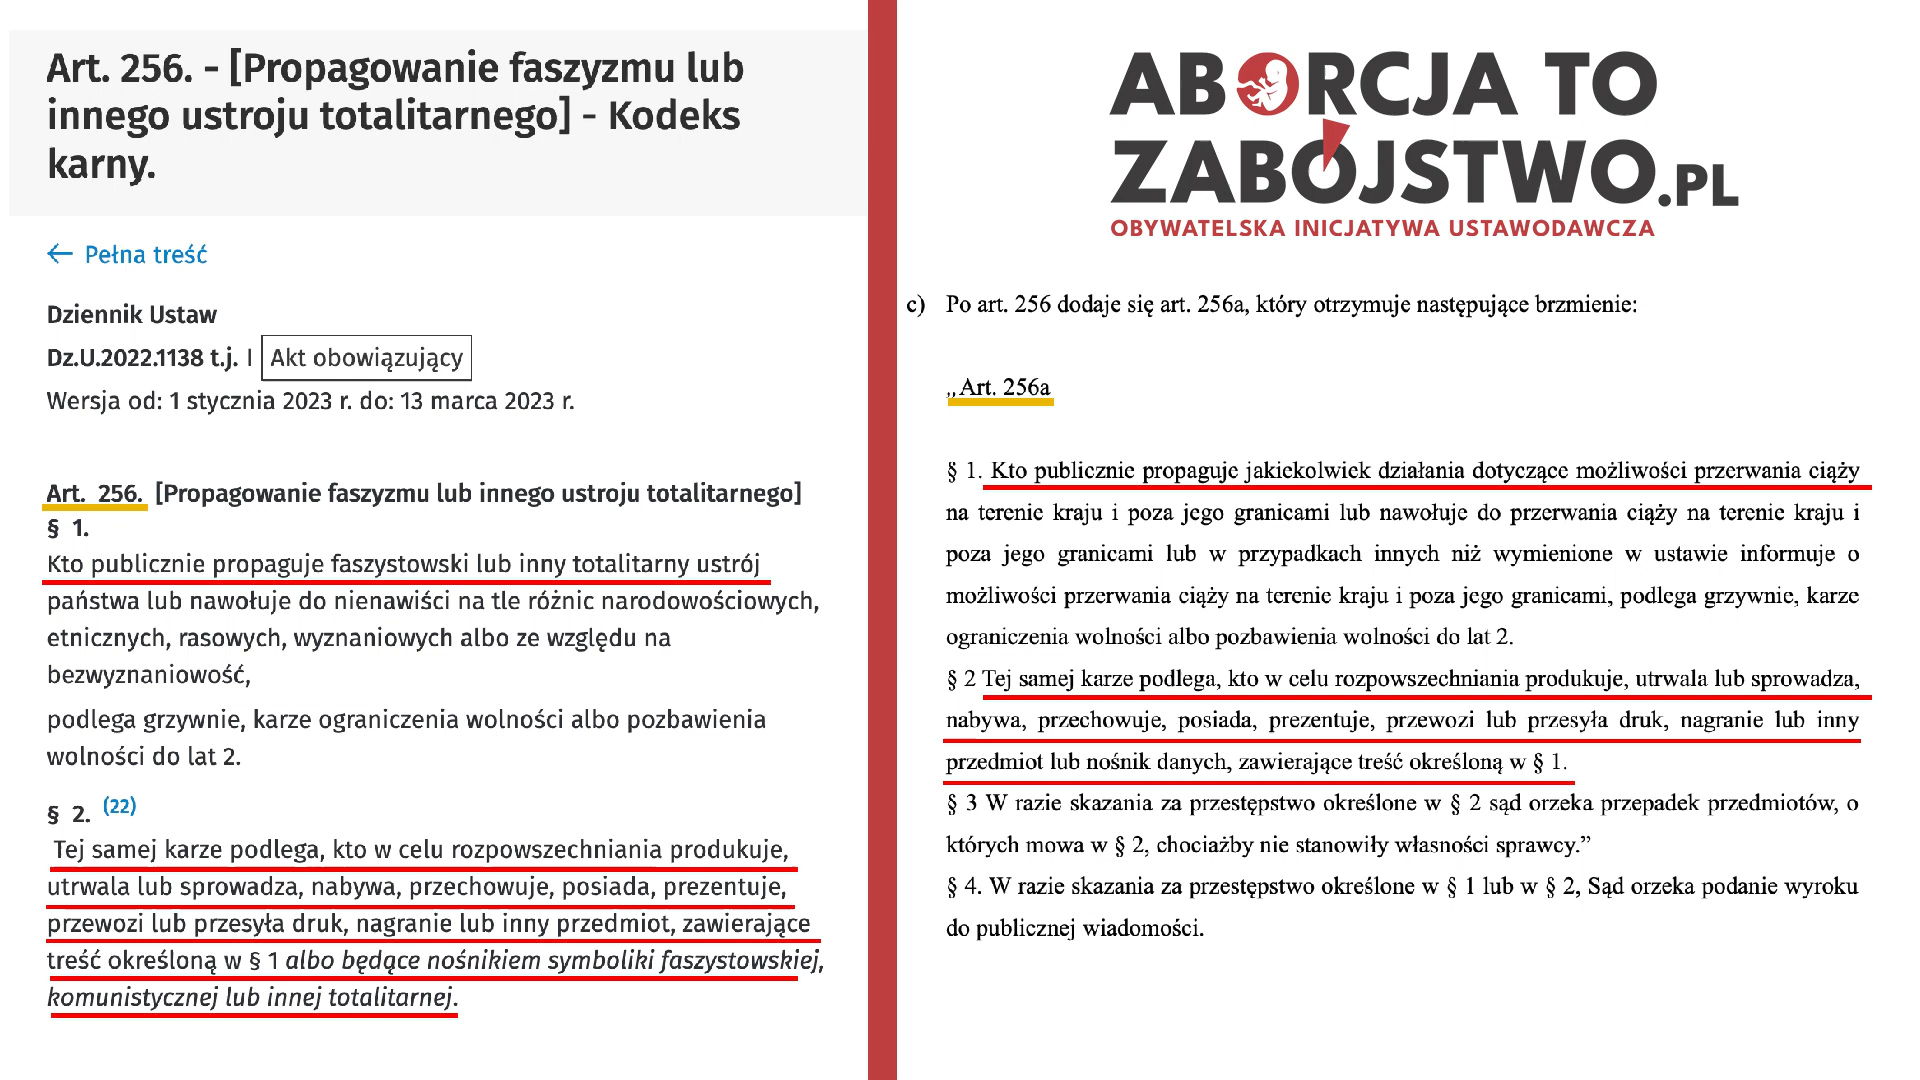 Art. 256. - [Propagowanie faszyzmu lub
innego ustroju totalitarnego] - Kodeks
karny.
← Pełna treść
Dziennik Ustaw
Dz.U.2022.1138 t.j. | Akt obowiązujący
Wersja od: 1 stycznia 2023 r. do: 13 marca 2023 r.
Art. 256. [Propagowanie faszyzmu lub innego ustroju totalitarnego]
§ 1.
Kto publicznie propaguje faszystowski lub inny totalitarny ustrój
państwa lub nawołuje do nienawiści na tle różnic narodowościowych,
etnicznych, rasowych, wyznaniowych albo ze względu na
bezwyznaniowość,
podlega grzywnie, karze ograniczenia wolności albo pozbawienia
wolności do lat 2.
§ 2. (22)
Tej samej karze podlega, kto w celu rozpowszechniania produkuje,
utrwala lub sprowadza, nabywa, przechowuje, posiada, prezentuje,
przewozi lub przesyła druk, nagranie lub inny przedmiot, zawierające
treść określoną w § 1 albo będące nośnikiem symboliki faszystowskiej,
komunistycznej lub innej totalitarnej.
ABORCJA TO
ZABÓJSTWO.PL
OBYWATELSKA INICJATYWA USTAWODAWCZA
c) Po art. 256 dodaje się art. 256a, który otrzymuje następujące brzmienie:
„Art. 256a
§ 1. Kto publicznie propaguje jakiekolwiek działania dotyczące możliwości przerwania ciąży
na terenie kraju i poza jego granicami lub nawołuje do przerwania ciąży na terenie kraju i
poza jego granicami lub w przypadkach innych niż wymienione w ustawie informuje o
możliwości przerwania ciąży na terenie kraju i poza jego granicami, podlega grzywnie, karze
ograniczenia wolności albo pozbawienia wolności do lat 2.
§ 2 Tej samej karze podlega, kto w celu rozpowszechniania produkuje, utrwala lub sprowadza,
nabywa, przechowuje, posiada, prezentuje, przewozi lub przesyła druk, nagranie lub inny
przedmiot lub nośnik danych, zawierające treść określoną w § 1.
§ 3 W razie skazania za przestępstwo określone w § 2 sąd orzeka przepadek przedmiotów, o
których mowa w § 2, chociażby nie stanowiły własności sprawcy.”
§ 4. W razie skazania za przestępstwo określone w § 1 lub w § 2, Sąd orzeka podanie wyroku
do publicznej wiadomości.